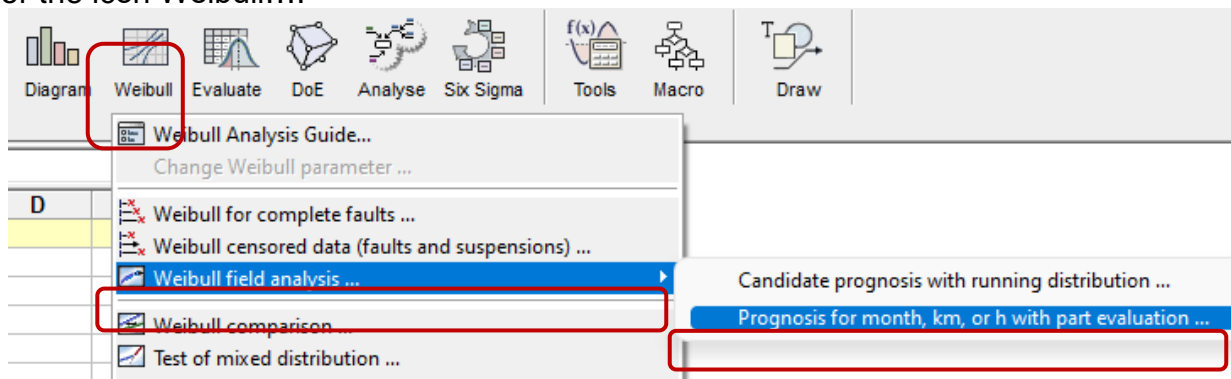 Diagram Weibull Evaluate DoE Analyse Six Sigma Tools Macro Draw
f(x)
T
Weibull Analysis Guide...
Change Weibull parameter ...
D
Weibull for complete faults ...
Weibull censored data (faults and suspensions) ...
Weibull field analysis ...
Candidate prognosis with running distribution ...
Prognosis for month, km, or h with part evaluation ...
Weibull comparison ...
Test of mixed distribution ...